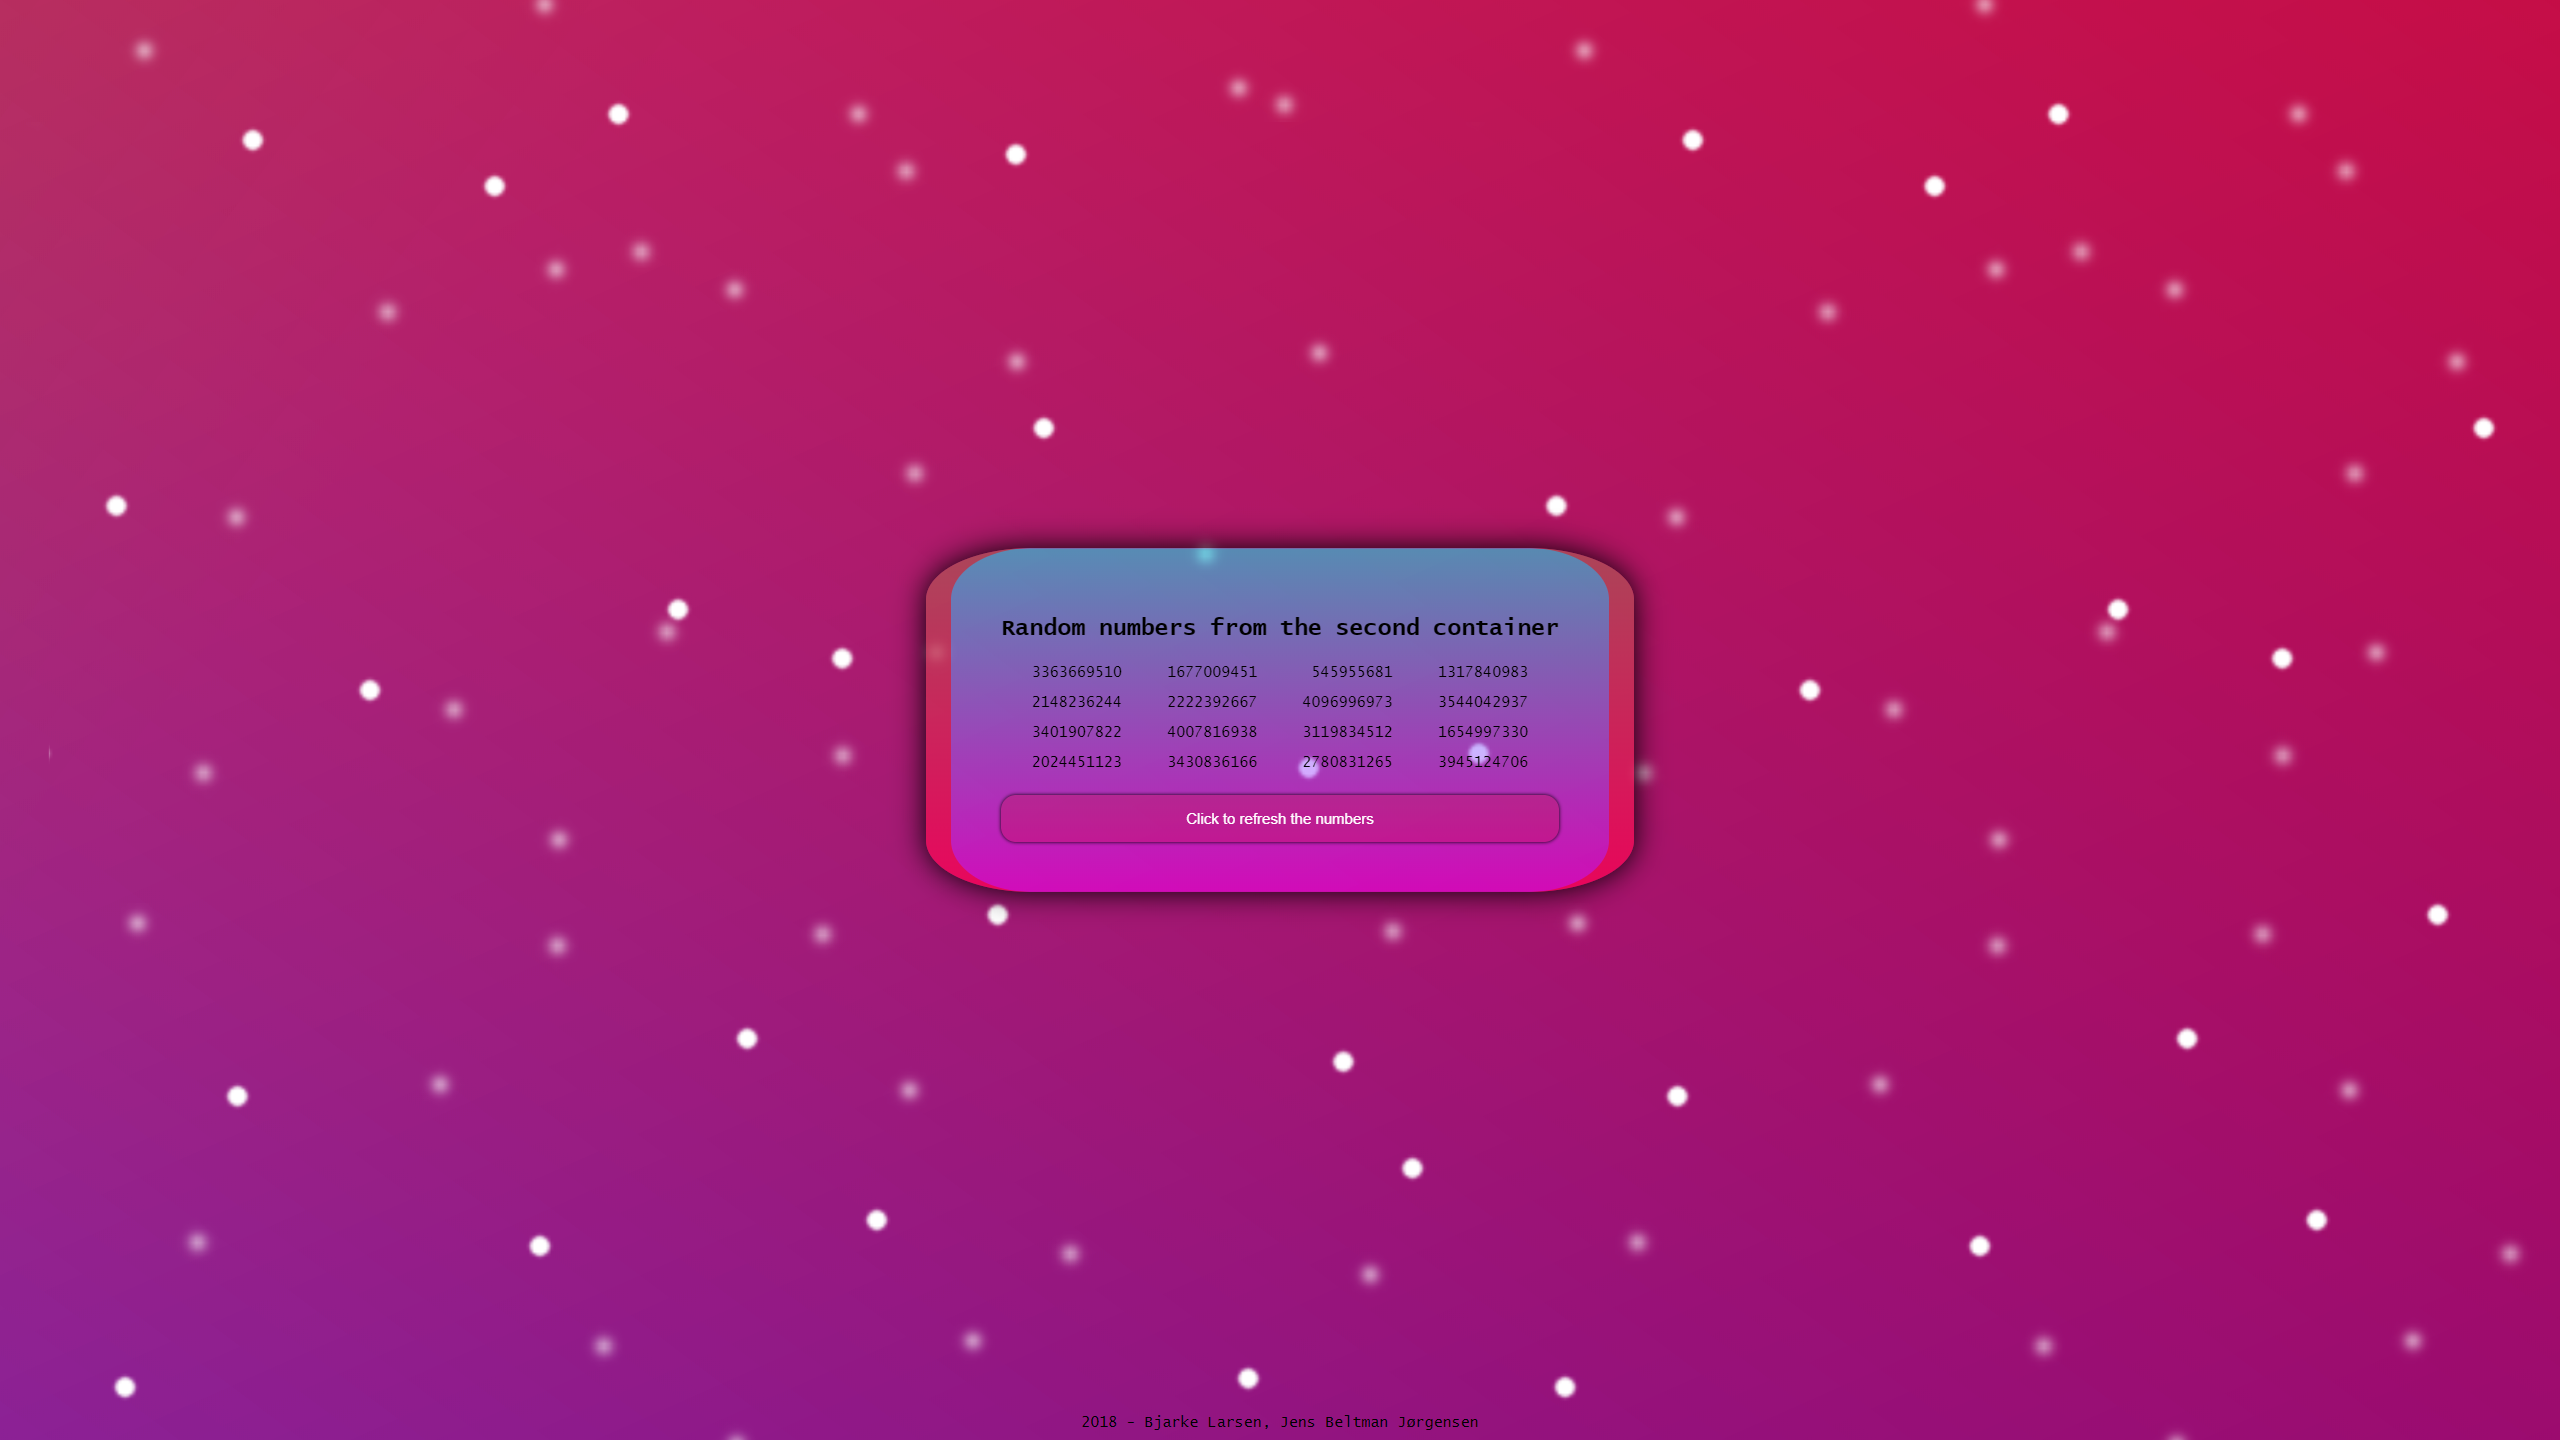 Random numbers from the second container
3363669510 1677009451 545955681 1317840983
2148236244 2222392667 4096996973 3544042937
3401907822 4007816938 3119834512 1654997330
2024451123 3430836166 2780831265 3945124706
Click to refresh the numbers
2018 - Bjarke Larsen, Jens Beltman Jørgensen